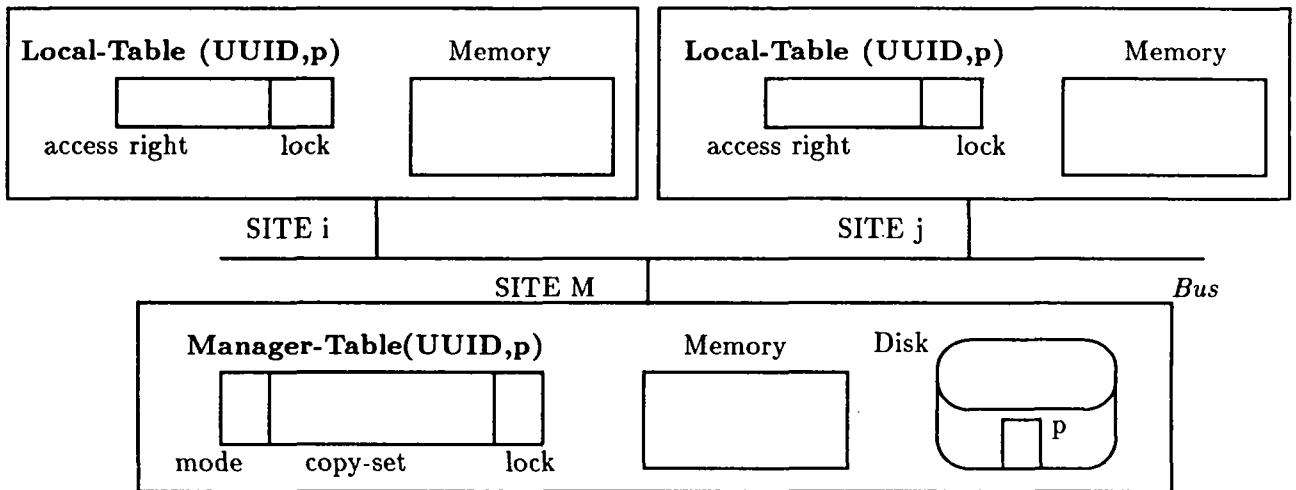 Local-Table (UUID,p) Memory
access right lock
SITE i
Local-Table (UUID,p) Memory
access right lock
SITE j
Bus
SITE M
Manager-Table(UUID,p) Memory Disk
p
mode copy-set lock